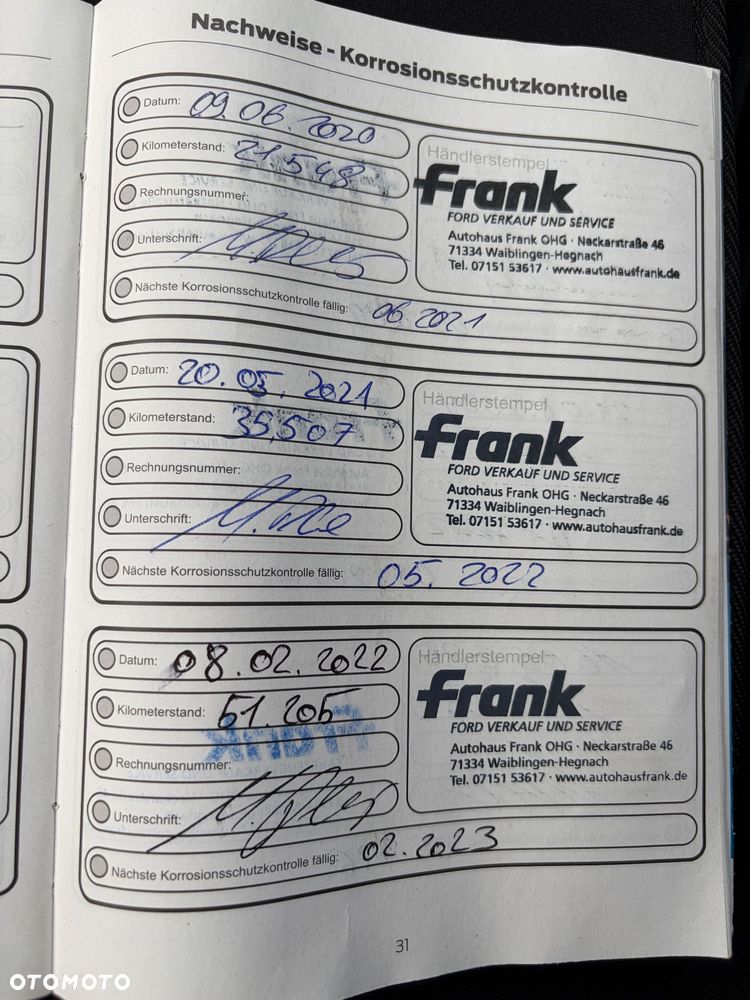 Nachweise - Korrosionsschutzkontrolle
Datum: 09.06.2020
Kilometerstand: 21.548
Rechnungsnummer:
Unterschrift:
Nächste Korrosionsschutzkontrolle fällig: 06 2021
Händlerstempel
Frank
FORD VERKAUF UND SERVICE
Autohaus Frank OHG · Neckarstraße 46
71334 Waiblingen-Hegnach
Tel. 07151 53617 · www.autohausfrank.de
Datum: 20.05.2021
Kilometerstand: 35,507
Rechnungsnummer:
Unterschrift:
Nächste Korrosionsschutzkontrolle fällig: 05. 2022
Händlerstempel
Frank
FORD VERKAUF UND SERVICE
Autohaus Frank OHG · Neckarstraße 46
71334 Waiblingen-Hegnach
Tel. 07151 53617 · www.autohausfrank.de
Datum: 08.02.2022
Kilometerstand: 51.205
Rechnungsnummer:
Unterschrift:
Nächste Korrosionsschutzkontrolle fällig: 02.2023
Händlerstempel
Frank
FORD VERKAUF UND SERVICE
Autohaus Frank OHG · Neckarstraße 46
71334 Waiblingen-Hegnach
Tel. 07151 53617 · www.autohausfrank.de
31
OTOMOTO